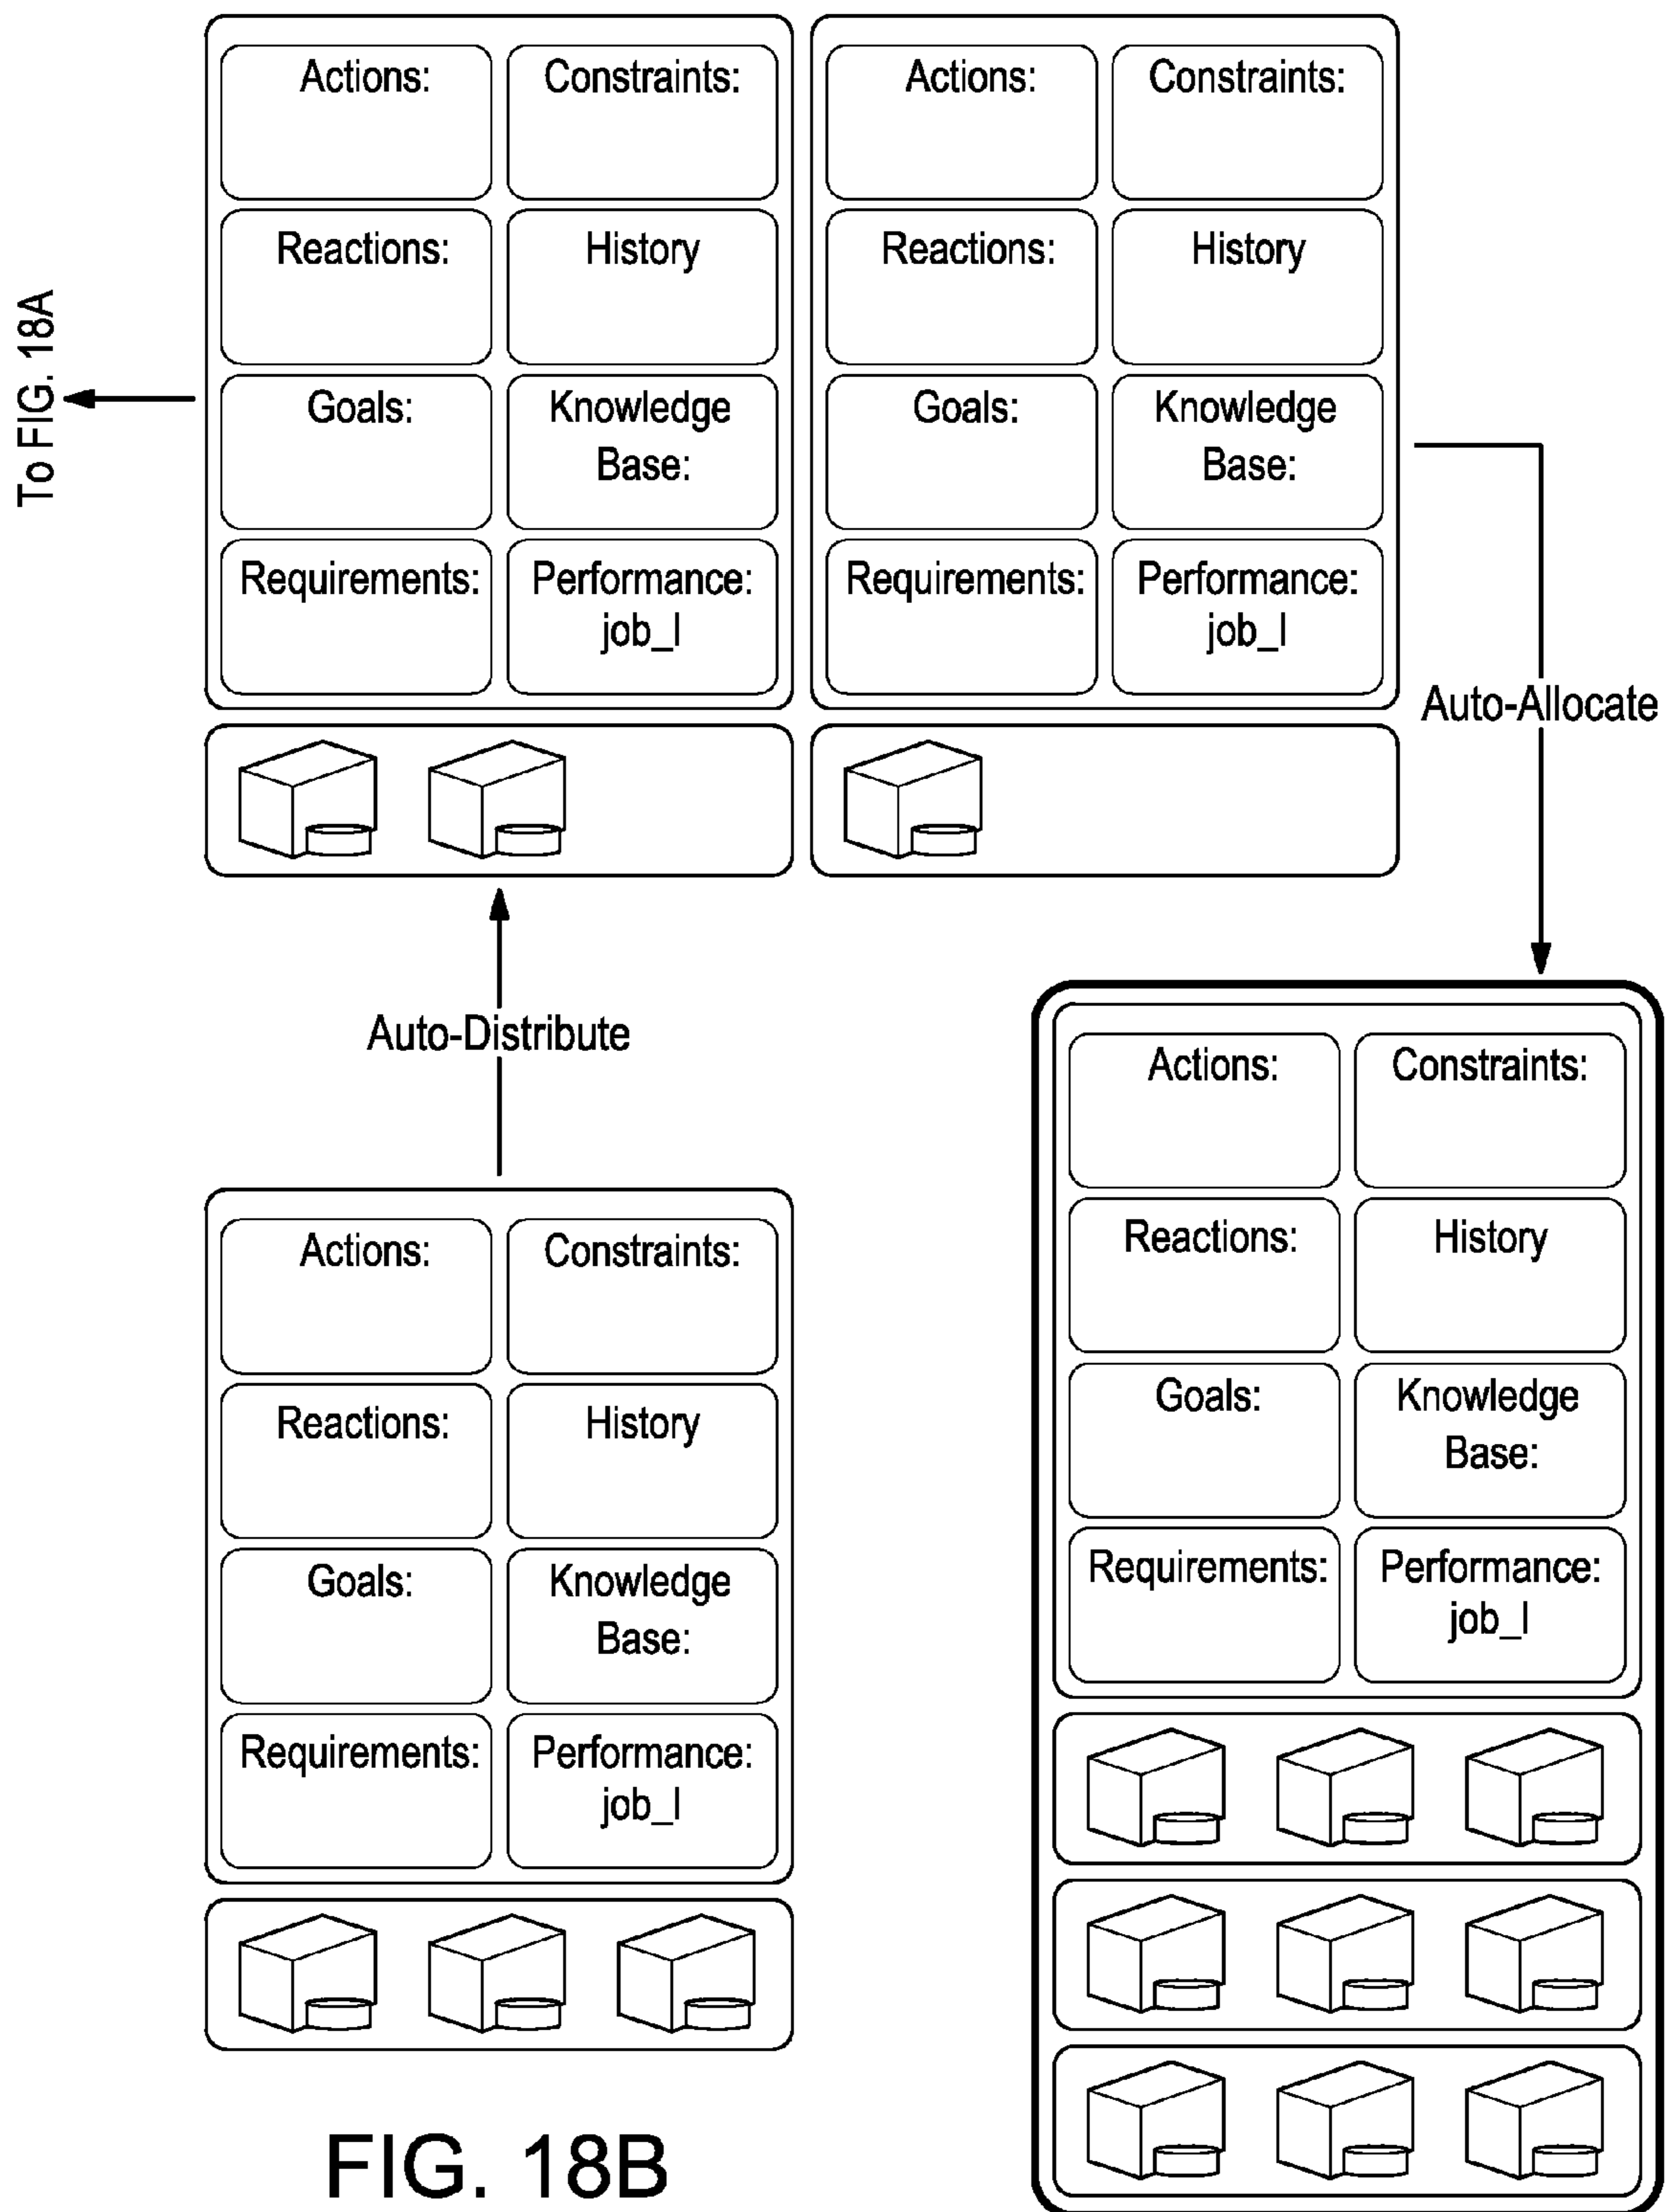 To FIG. 18A
Actions:
Constraints:
Reactions:
History
Goals:
Knowledge
Base:
Requirements:
Performance:
job_I
Actions:
Constraints:
Reactions:
History
Goals:
Knowledge
Base:
Requirements:
Performance:
job_I
Auto-Allocate
Auto-Distribute
Actions:
Constraints:
Reactions:
History
Goals:
Knowledge
Base:
Requirements:
Performance:
job_I
Actions:
Constraints:
Reactions:
History
Goals:
Knowledge
Base:
Requirements:
Performance:
job_I
FIG. 18B